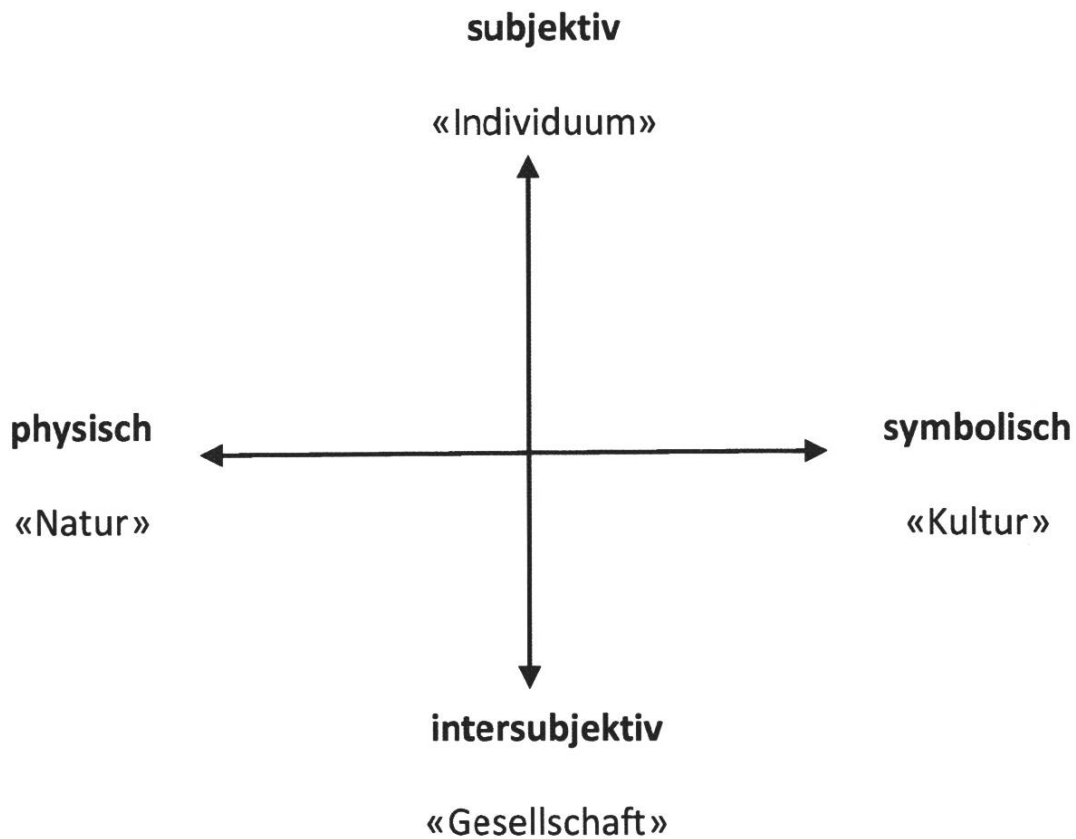 subjektiv
«Individuum»
physisch
symbolisch
«Natur»
«Kultur»
intersubjektiv
«Gesellschaft»